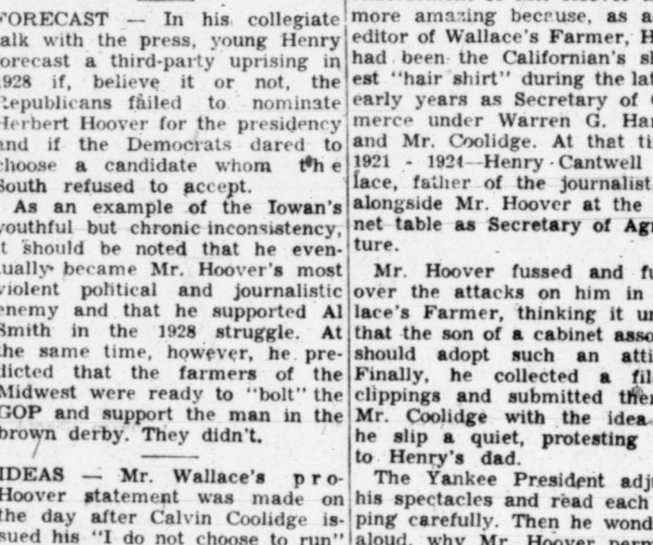 FORECAST — In his collegiate
talk with the press, young Henry
forecast a third-party uprising in
1928 if, believe it or not, the
Republicans failed to nominate
Herbert Hoover for the presidency
and if the Democrats dared to
choose a candidate whom the
South refused to accept.
As an example of the Iowan's
youthful but chronic inconsistency,
it should be noted that he even-
tually became Mr. Hoover's most
violent political and journalistic
enemy and that he supported Al
Smith in the 1928 struggle. At
the same time, however, he pre-
dicted that the farmers of the
Midwest were ready to "bolt" the
GOP and support the man in the
brown derby. They didn't.
IDEAS — Mr. Wallace's pro-
Hoover statement was made on
the day after Calvin Coolidge is-
sued his "I do not choose to run"
more amazing because, as a
editor of Wallace's Farmer, H
had been the Californian's
est "hair shirt" during the
early years as Secretary of
merce under Warren G.
and Mr. Coolidge. At that
1921 - 1924—Henry Cantwell
lace, father of the journalist
alongside Mr. Hoover at the
net table as Secretary of
ture.
Mr. Hoover fussed and
over the attacks on him in
lace's Farmer, thinking it
that the son of a cabinet
should adopt such an
Finally, he collected a
clippings and submitted
Mr. Coolidge with the idea
he slip a quiet, protesting
to Henry's dad.
The Yankee President
his spectacles and read each
ping carefully. Then he
aloud, why Mr. Hoover